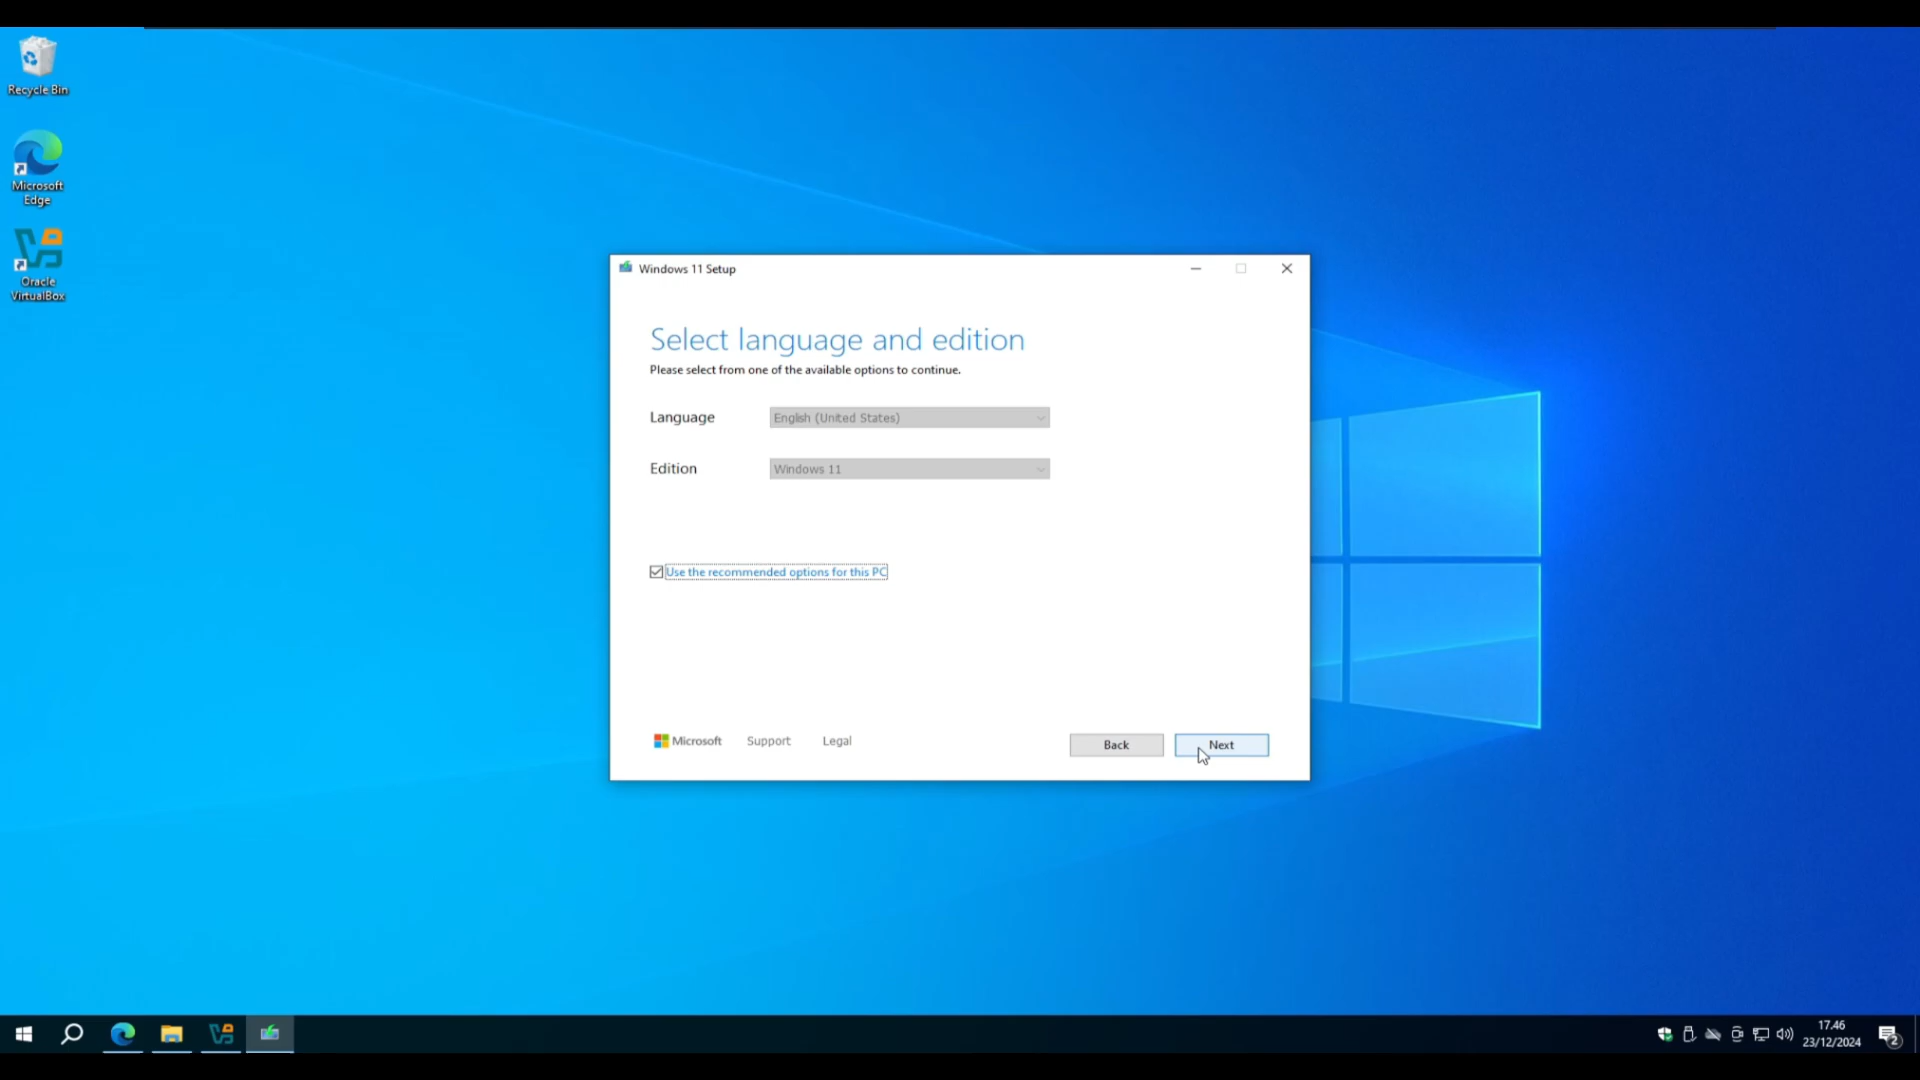 Recycle Bin
Microsoft
Edge
Oracle
VirtualBox
Windows 11 Setup
Select language and edition
Please select from one of the available options to continue.
Language English (United States)
Edition Windows 11
Use the recommended options for this PC
Microsoft Support Legal Back Next
17.46
23/12/2024
2